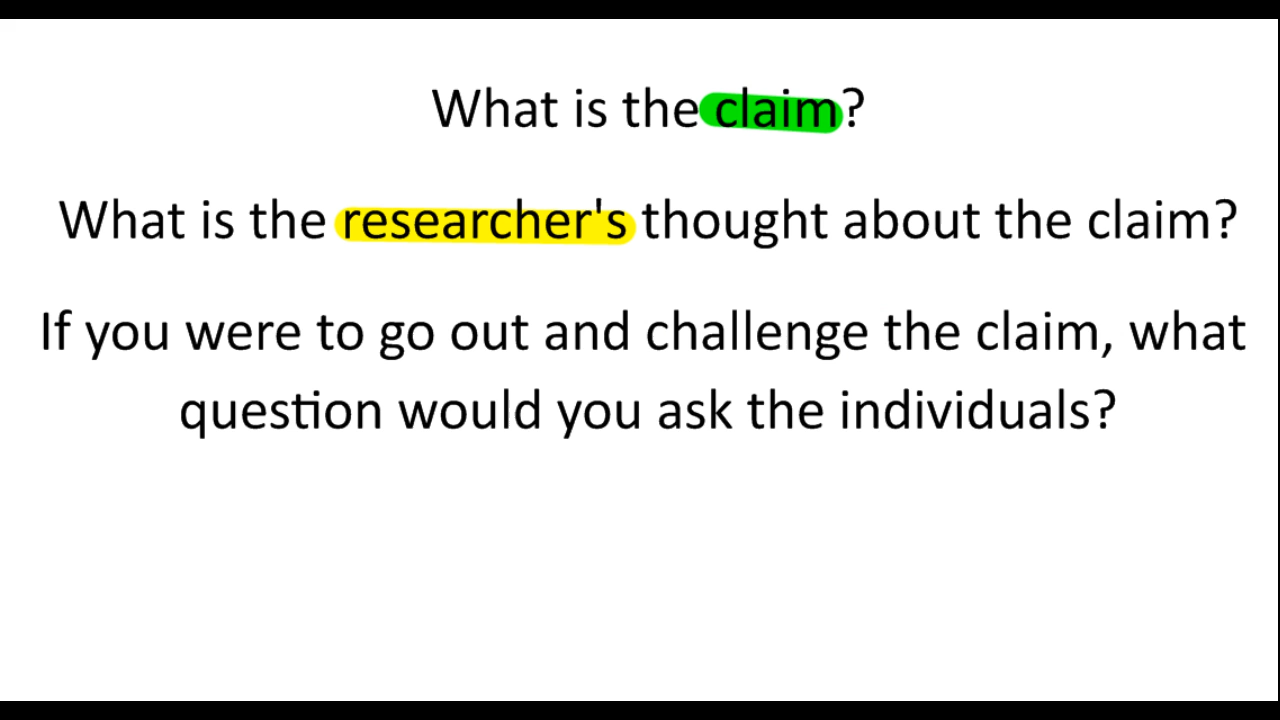 What is the claim?
What is the researcher's thought about the claim?
If you were to go out and challenge the claim, what
question would you ask the individuals?